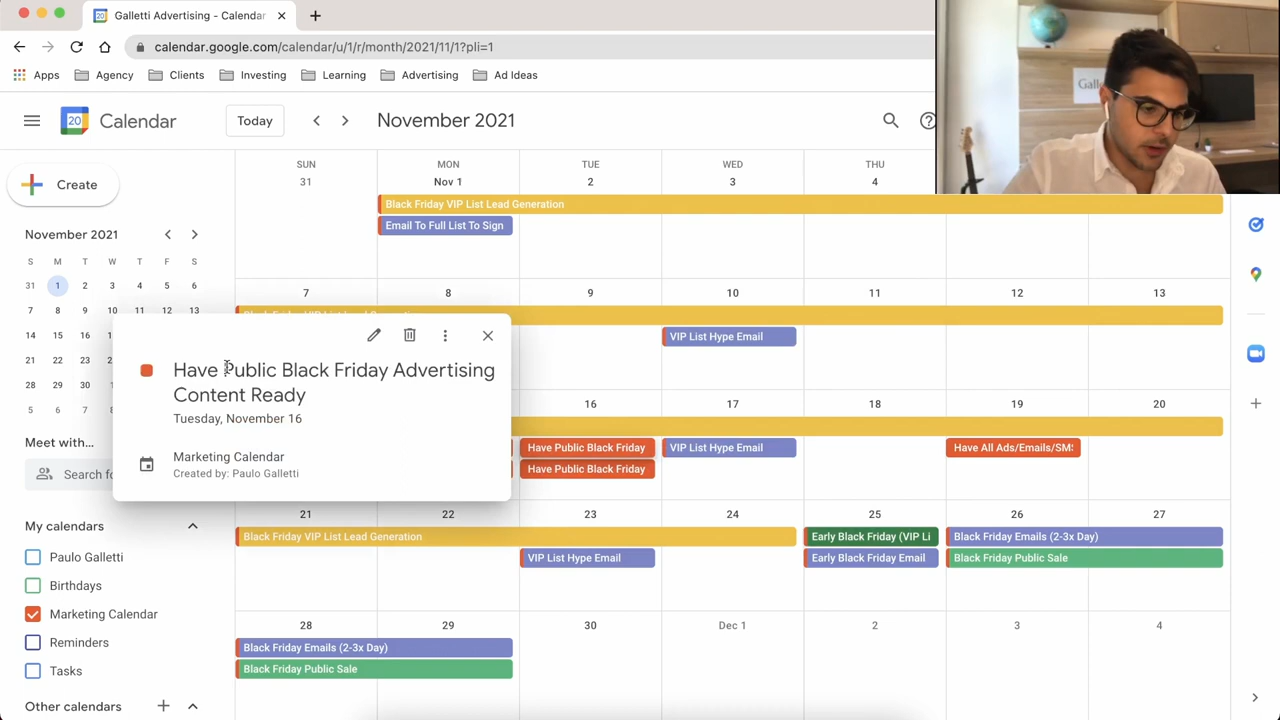 Galletti Advertising - Calendar
calendar.google.com/calendar/u/1/r/month/2021/11/1?pli=1
Apps Agency Clients Investing Learning Advertising Ad Ideas
20 Calendar Today November 2021
Create
November 2021
S M T W T F S
31 1 2 3 4 5 6
7 8 9 10 11 12 13
14 15 16 17 18 19 20
21 22 23 2
28 29 30 1
5 6 7 8
Meet with...
Search fo
My calendars
Paulo Galletti
Birthdays
Marketing Calendar
Reminders
Tasks
Other calendars
SUN MON TUE WED THU
31 Nov 1 2 3 4
Black Friday VIP List Lead Generation
Email To Full List To Sign
7 8 9 10 11 12 13
VIP List Hype Email
Have Public Black Friday Advertising
Content Ready
Tuesday, November 16
Marketing Calendar
Created by: Paulo Galletti
16 17 18 19 20
Have Public Black Friday VIP List Hype Email Have All Ads/Emails/SMS
Have Public Black Friday
21 22 23 24 25 26 27
Black Friday VIP List Lead Generation Early Black Friday (VIP Li Black Friday Emails (2-3x Day)
VIP List Hype Email Early Black Friday Email Black Friday Public Sale
28 29 30 Dec 1 2 3 4
Black Friday Emails (2-3x Day)
Black Friday Public Sale
Galle